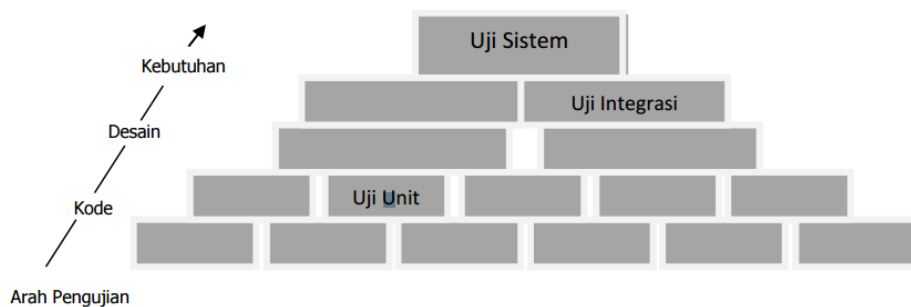 Uji Sistem
Kebutuhan
Uji Integrasi
Desain
Uji Unit
Kode
Arah Pengujian